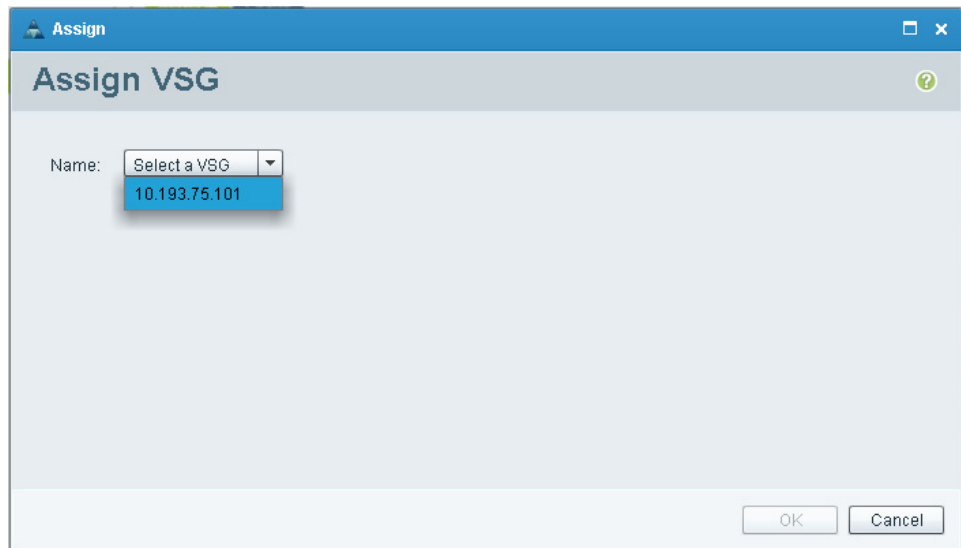 Assign
Assign VSG
?
Name: Select a VSG
10.193.75.101
OK Cancel